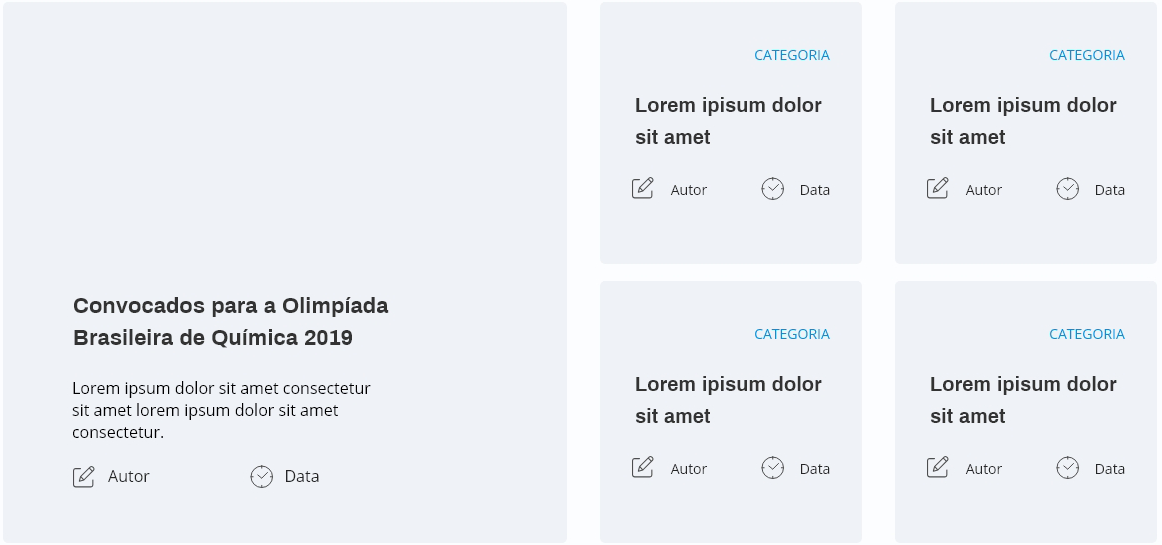 Convocados para a Olimpíada
Brasileira de Química 2019
Lorem ipsum dolor sit amet consectetur
sit amet lorem ipsum dolor sit amet
consectetur.
Autor
Data
CATEGORIA
Lorem ipisum dolor
sit amet
Autor
Data
CATEGORIA
Lorem ipisum dolor
sit amet
Autor
Data
CATEGORIA
Lorem ipisum dolor
sit amet
Autor
Data
CATEGORIA
Lorem ipisum dolor
sit amet
Autor
Data